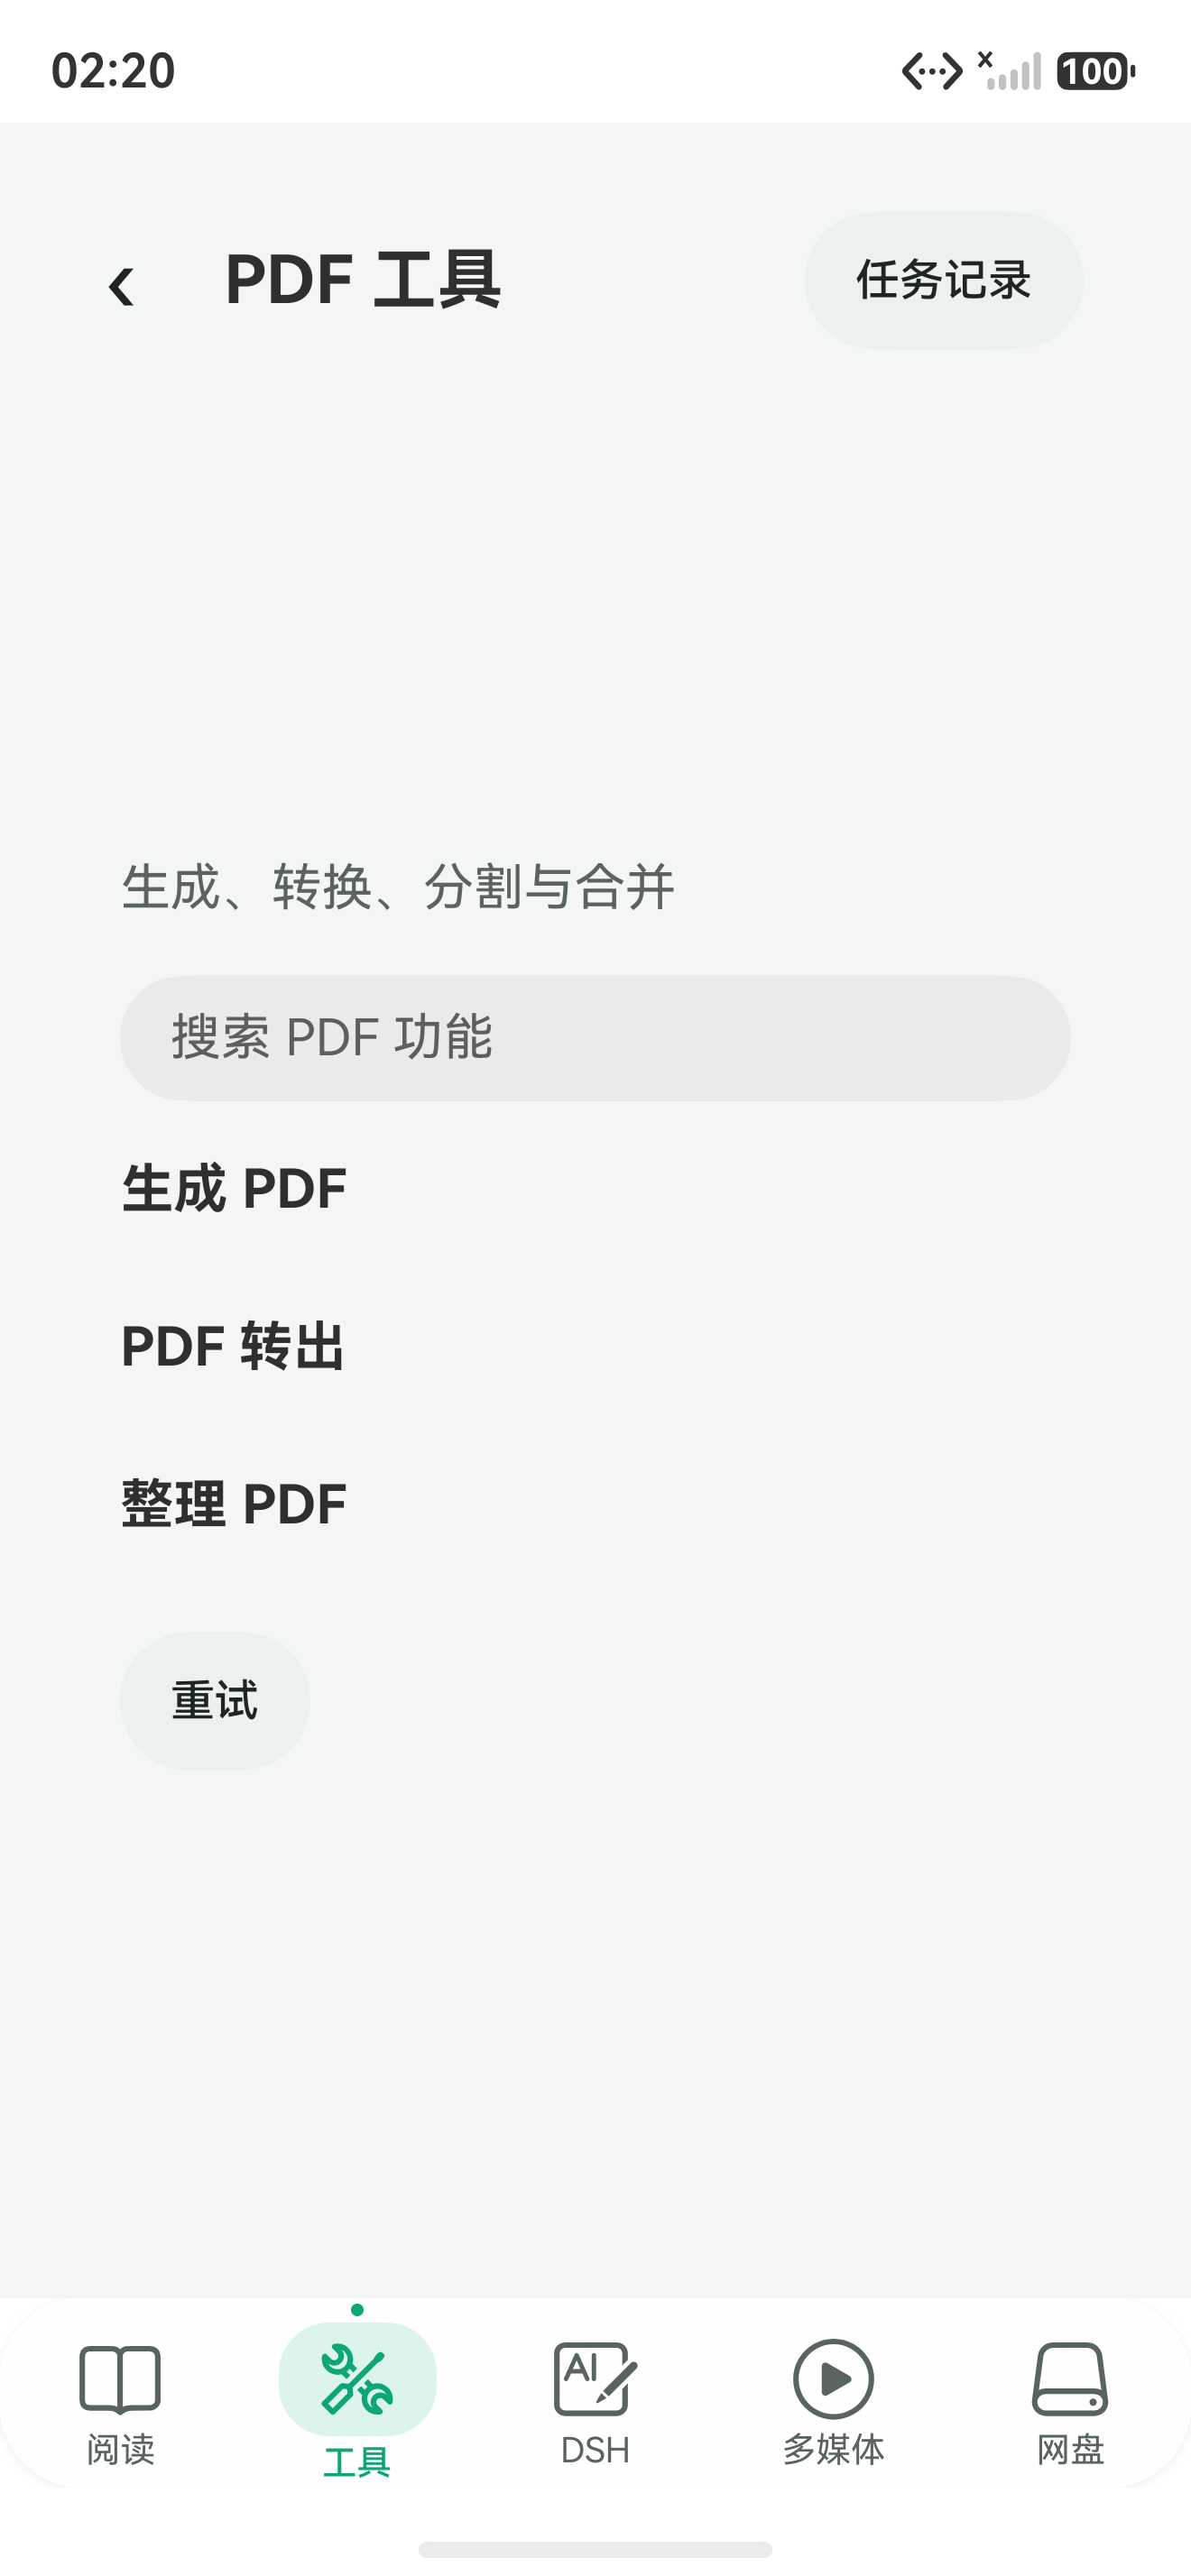 02:20
100
PDF 工具
任务记录
生成、转换、分割与合并
搜索 PDF 功能
生成 PDF
PDF 转出
整理 PDF
重试
阅读
工具
DSH
多媒体
网盘